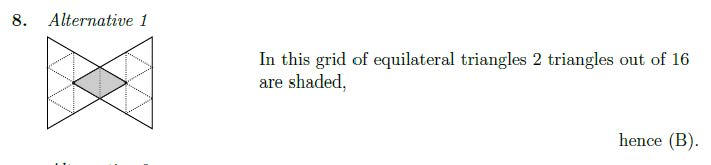 8. Alternative 1
In this grid of equilateral triangles 2 triangles out of 16
are shaded,
hence (B).